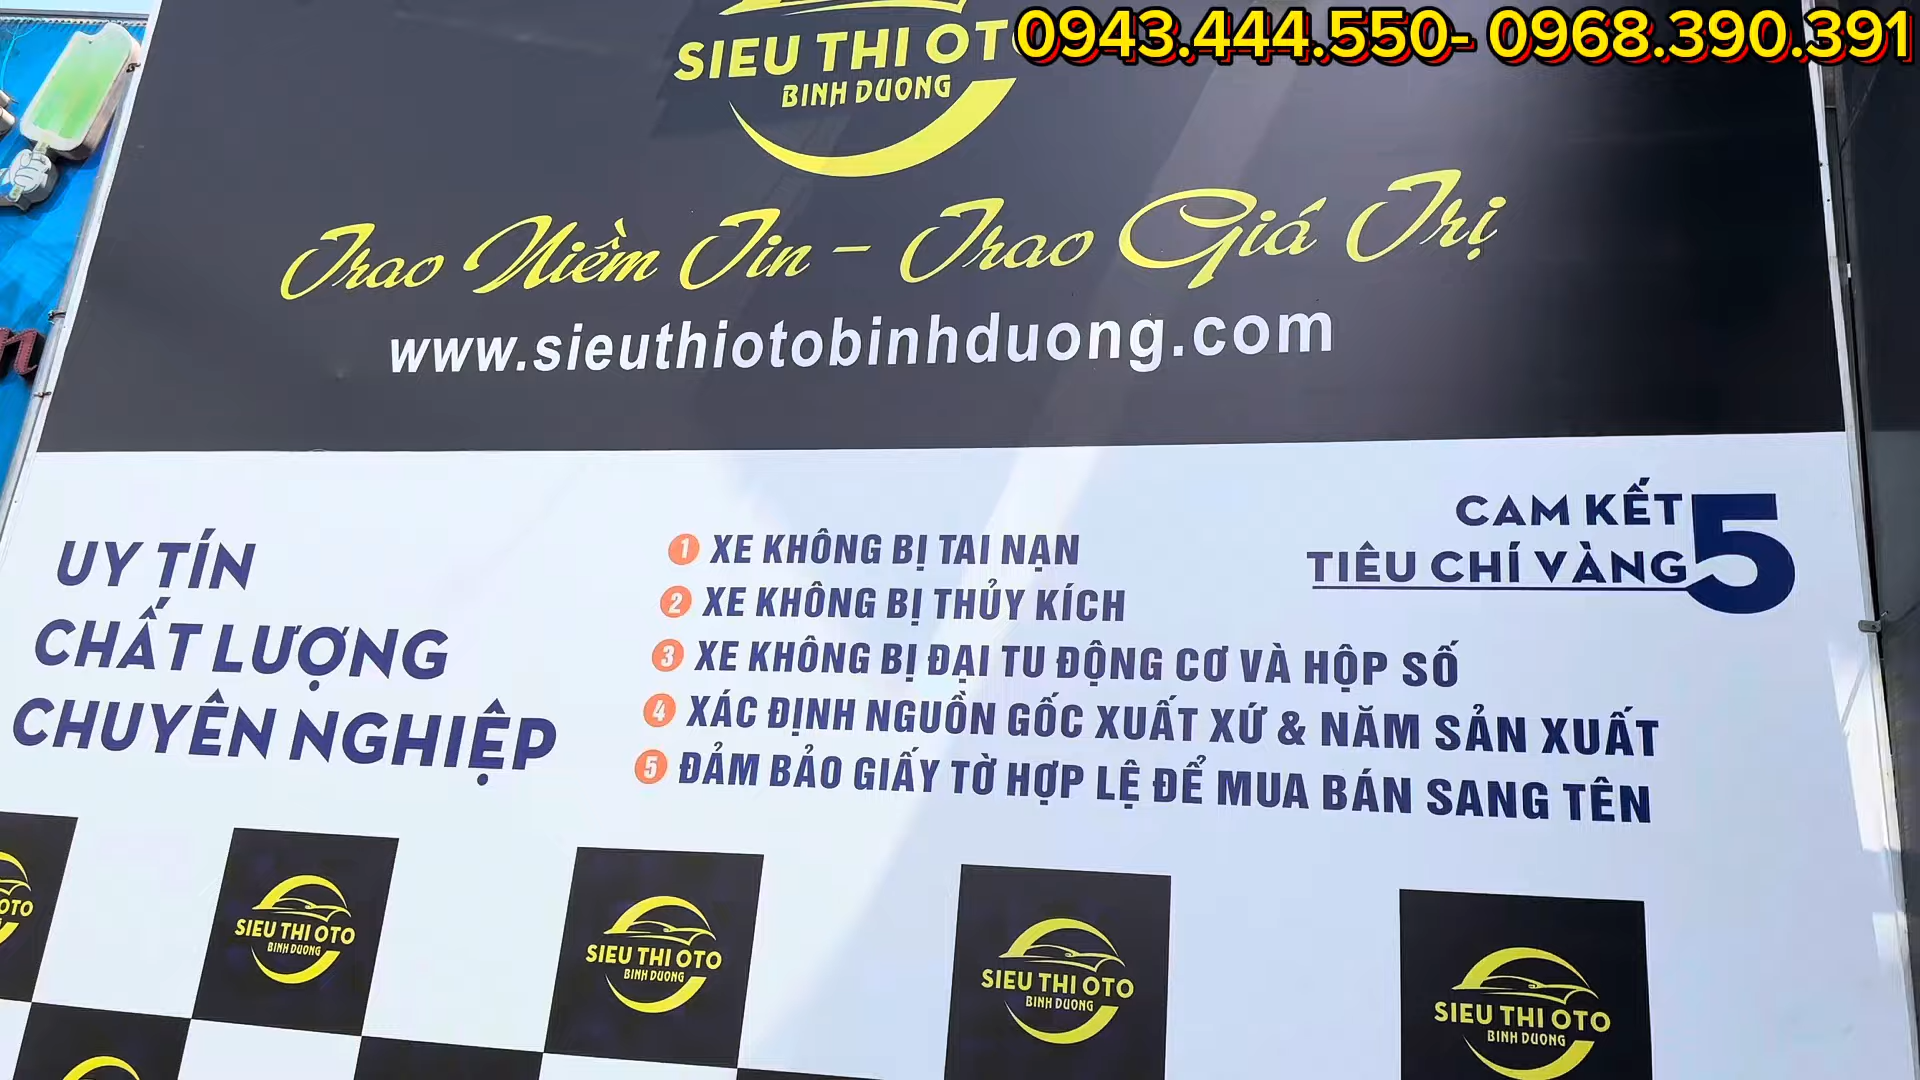 0943.444.550- 0968.390.391
SIEU THI OTO
BINH DUONG
Trao Niềm Tin - Trao Giá Trị
www.sieuthiotobinhduong.com
CAM KẾT 5
TIÊU CHÍ VÀNG
UY TÍN
CHẤT LƯỢNG
CHUYÊN NGHIỆP
1 XE KHÔNG BỊ TAI NẠN
2 XE KHÔNG BỊ THỦY KÍCH
3 XE KHÔNG BỊ ĐẠI TU ĐỘNG CƠ VÀ HỘP SỐ
4 XÁC ĐỊNH NGUỒN GỐC XUẤT XỨ & NĂM SẢN XUẤT
5 ĐẢM BẢO GIẤY TỜ HỢP LỆ ĐỂ MUA BÁN SANG TÊN
OTO
SIEU THI OTO
BINH DUONG
SIEU THI OTO
BINH DUONG
SIEU THI OTO
BINH DUONG
SIEU THI OTO
BINH DUONG